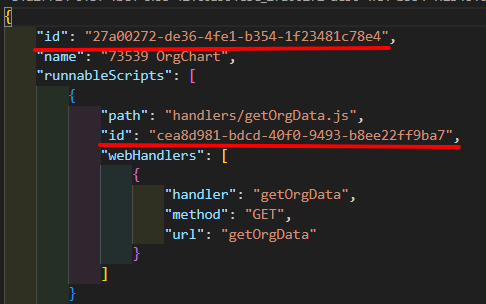 {
"id": "27a00272-de36-4fe1-b354-1f23481c78e4",
"name": "73539 OrgChart",
"runnableScripts": [
{
"path": "handlers/getOrgData.js",
"id": "cea8d981-bdcd-40f0-9493-b8ee22ff9ba7",
"webHandlers": [
{
"handler": "getOrgData",
"method": "GET",
"url": "getOrgData"
}
]
}